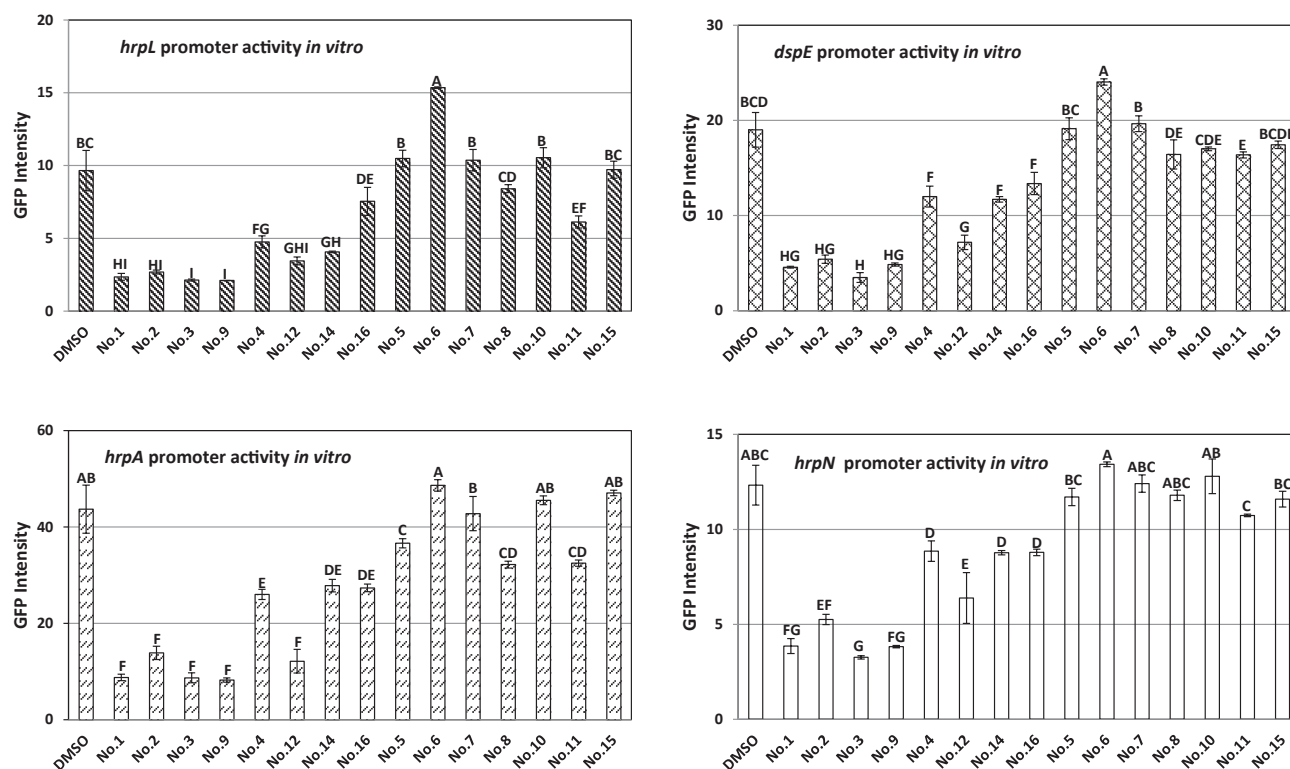 hrpL promoter activity in vitro
GFP Intensity
20
15
10
5
0
BC
HI
HI
I
I
FG
GHI
GH
DE
B
A
B
CD
B
EF
BC
DMSO
No.1
No.2
No.3
No.9
No.4
No.12
No.14
No.16
No.5
No.6
No.7
No.8
No.10
No.11
No.15
dspE promoter activity in vitro
GFP Intensity
30
20
10
0
BCD
HG
HG
H
HG
F
G
F
F
BC
A
B
DE
CDE
E
DMSO
No.1
No.2
No.3
No.9
No.4
No.12
No.14
No.16
No.5
No.6
No.7
No.8
No.10
No.11
No.15
hrpA promoter activity in vitro
GFP Intensity
60
40
20
0
AB
F
F
F
F
E
F
DE
DE
C
A
B
CD
AB
CD
AB
DMSO
No.1
No.2
No.3
No.9
No.4
No.12
No.14
No.16
No.5
No.6
No.7
No.8
No.10
No.11
No.15
hrpN promoter activity in vitro
GFP Intensity
15
10
5
0
ABC
FG
EF
G
FG
D
E
D
D
BC
A
ABC
ABC
AB
C
BC
DMSO
No.1
No.2
No.3
No.9
No.4
No.12
No.14
No.16
No.5
No.6
No.7
No.8
No.10
No.11
No.15